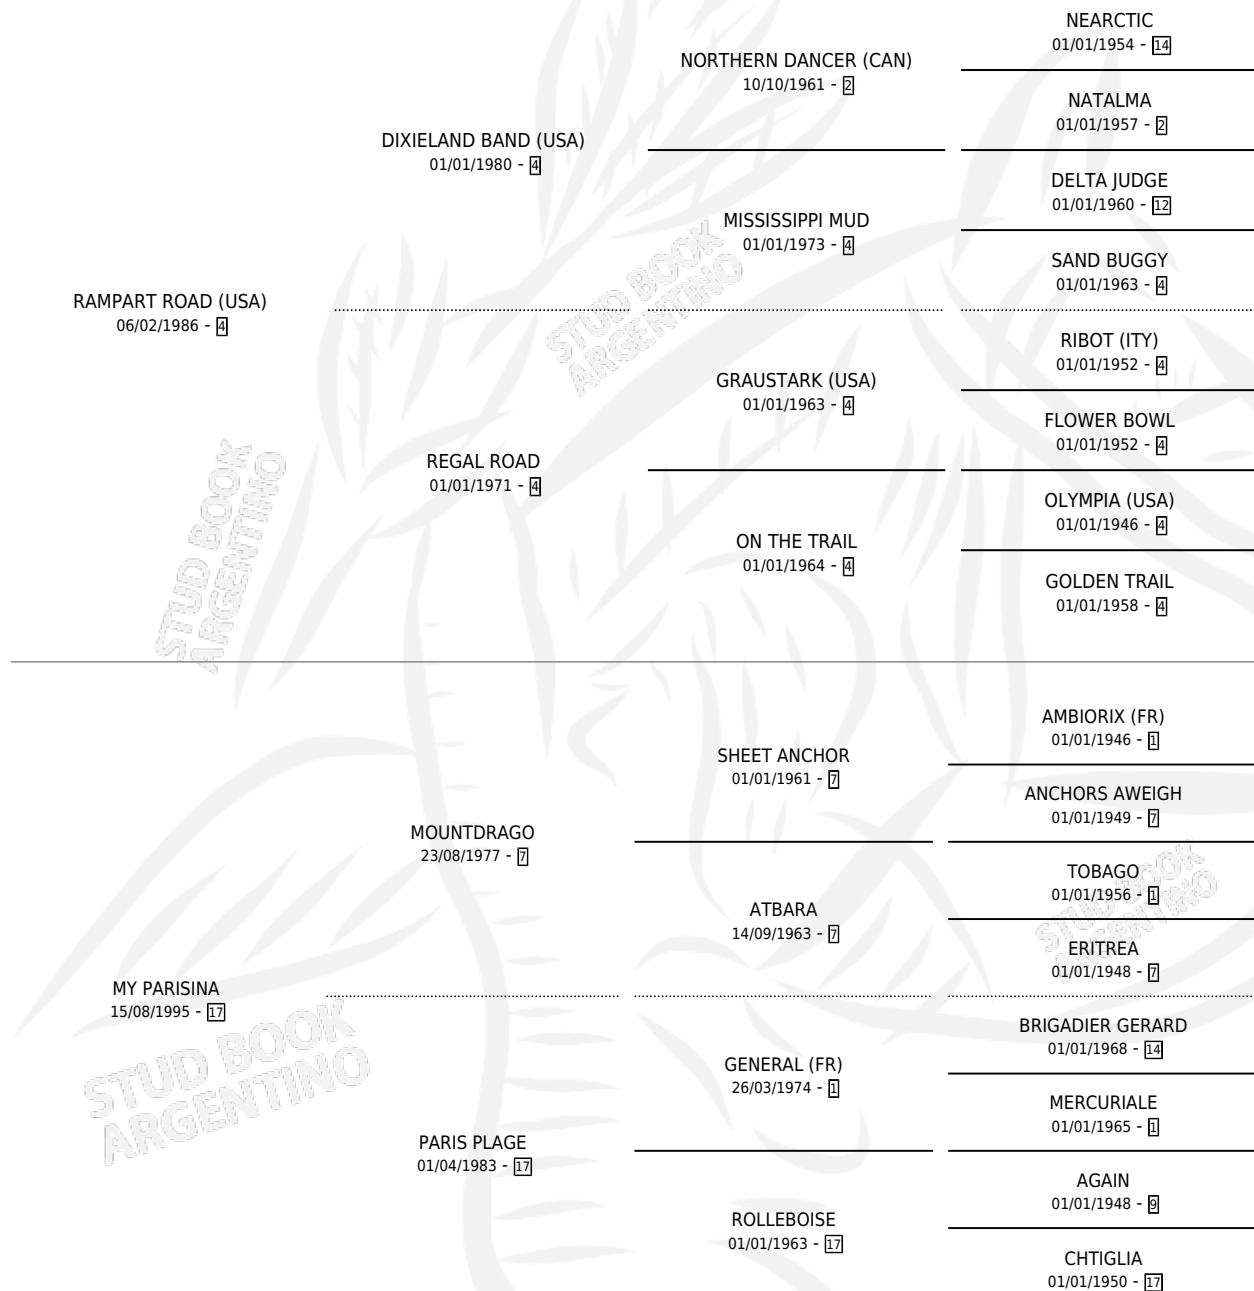 NEARCTIC
01/01/1954 - 14
NORTHERN DANCER (CAN)
10/10/1961 - 2
NATALMA
01/01/1957 - 2
DIXIELAND BAND (USA)
01/01/1980 - 4
DELTA JUDGE
01/01/1960 - 12
MISSISSIPPI MUD
01/01/1973 - 4
SAND BUGGY
01/01/1963 - 4
RAMPART ROAD (USA)
06/02/1986 - 4
STUD BOOK
ARGENTINO
RIBOT (ITY)
01/01/1952 - 4
GRAUSTARK (USA)
01/01/1963 - 4
FLOWER BOWL
01/01/1952 - 4
REGAL ROAD
01/01/1971 - 4
OLYMPIA (USA)
01/01/1946 - 4
ON THE TRAIL
01/01/1964 - 4
GOLDEN TRAIL
01/01/1958 - 4
STUD BOOK
ARGENTINO
AMBIORIX (FR)
01/01/1946 - 1
SHEET ANCHOR
01/01/1961 - 7
ANCHORS AWEIGH
01/01/1949 - 7
MOUNTDRAGO
23/08/1977 - 7
TOBAGO
01/01/1956 - 1
ATBARA
14/09/1963 - 7
ERITREA
01/01/1948 - 7
STUD BOOK
ARGENTINO
MY PARISINA
15/08/1995 - 17
BRIGADIER GERARD
01/01/1968 - 14
GENERAL (FR)
26/03/1974 - 1
MERCURIALE
01/01/1965 - 1
STUD BOOK
ARGENTINO
PARIS PLAGE
01/04/1983 - 17
AGAIN
01/01/1948 - 9
ROLLEBOISE
01/01/1963 - 17
CHTIGLIA
01/01/1950 - 17